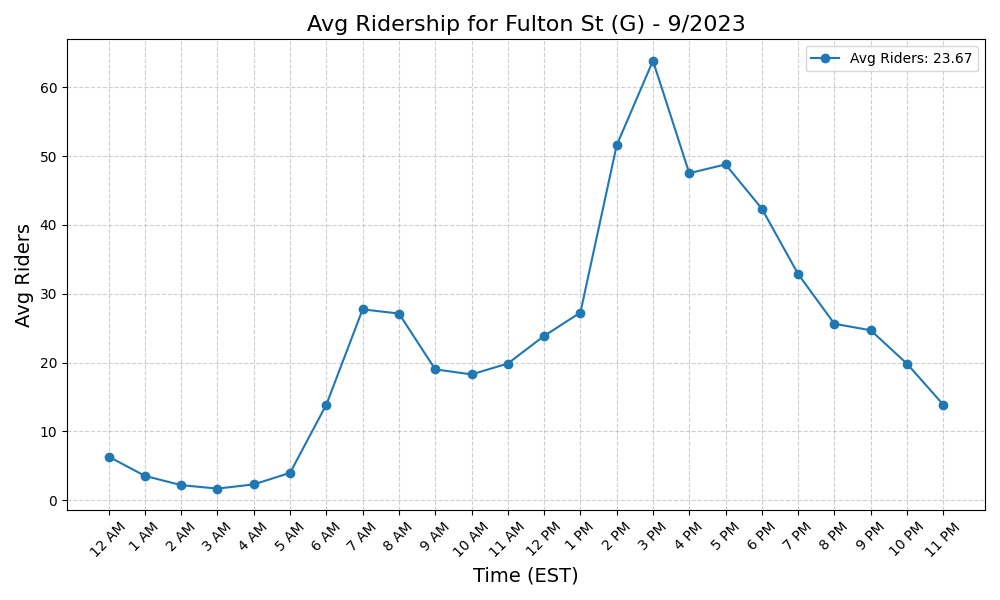 Avg Ridership for Fulton St (G) - 9/2023
Avg Riders: 23.67
Avg Riders
60
50
40
30
20
10
0
12 AM
1 AM
2 AM
3 AM
4 AM
5 AM
6 AM
7 AM
8 AM
9 AM
10 AM
11 AM
12 PM
1 PM
2 PM
3 PM
4 PM
5 PM
6 PM
7 PM
8 PM
9 PM
10 PM
11 PM
Time (EST)